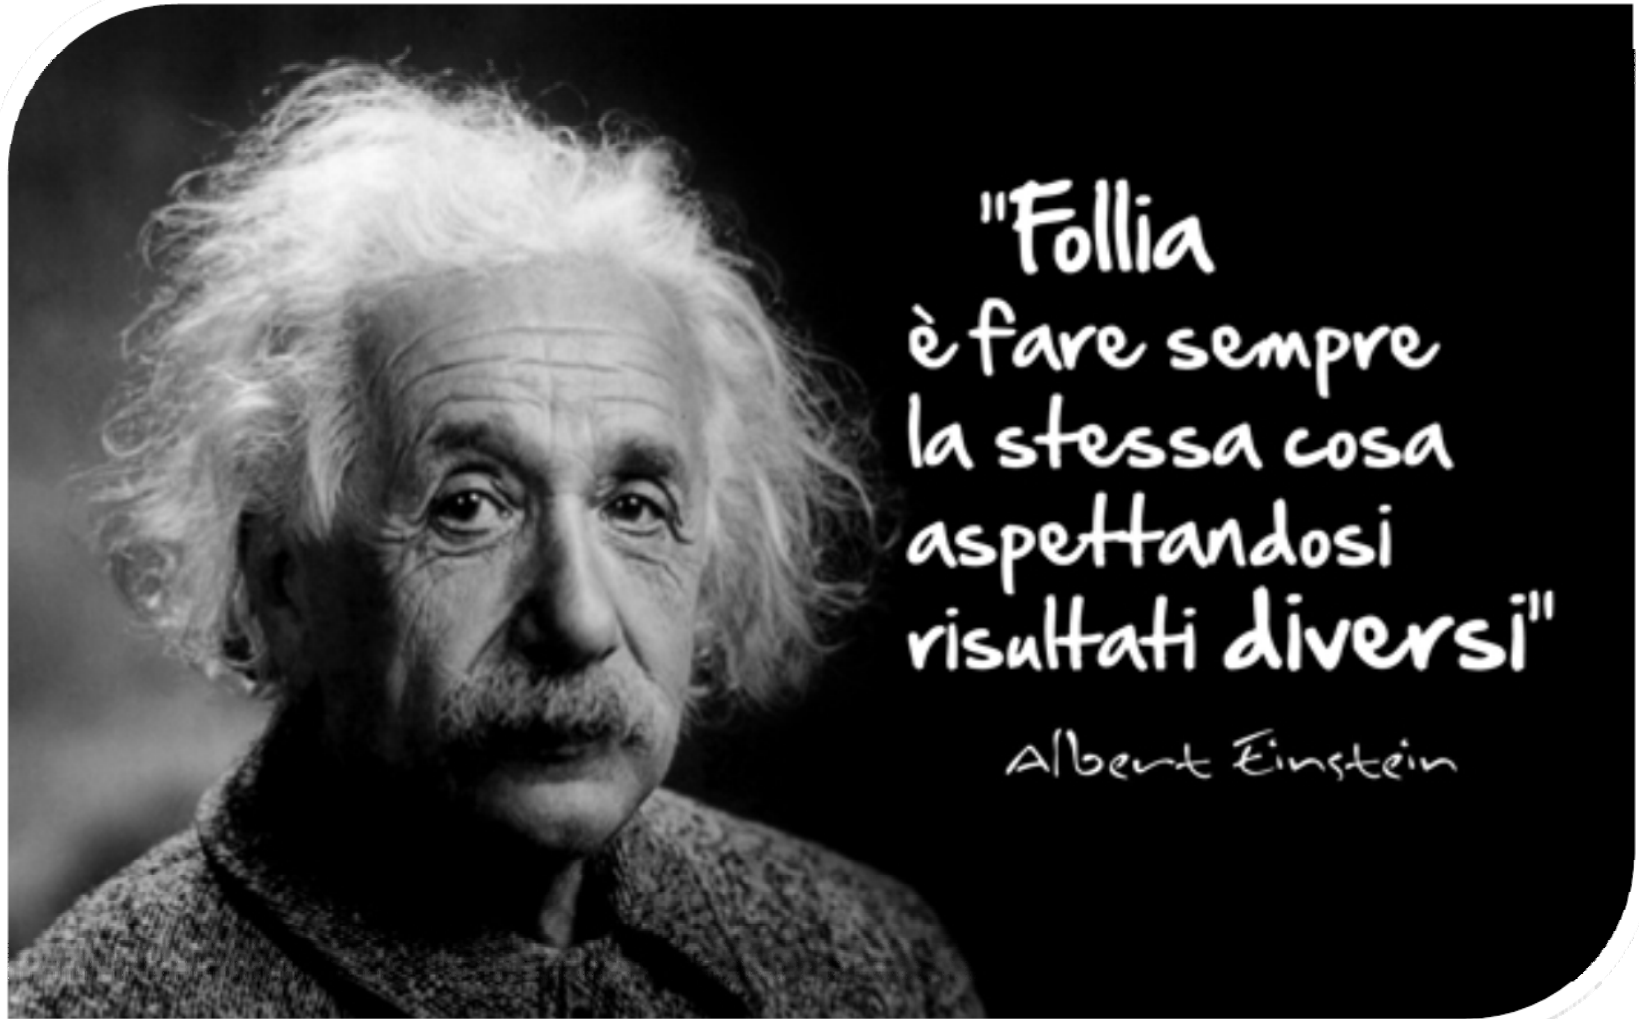 "Follia
è fare sempre
la stessa cosa
aspettandosi
risultati diversi"
Albert Einstein